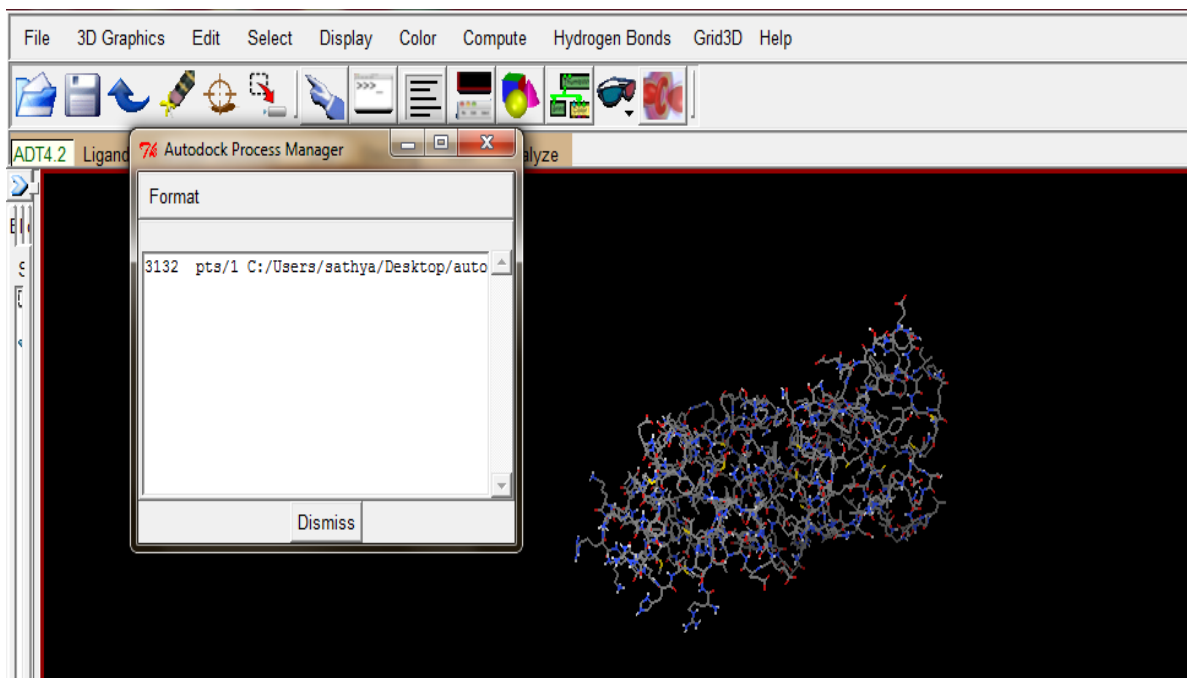 File 3D Graphics Edit Select Display Color Compute Hydrogen Bonds Grid3D Help
>>>_
ADT4.2 Ligand
Autodock Process Manager
Format
3132 pts/1 C:/Users/sathya/Desktop/auto
Dismiss